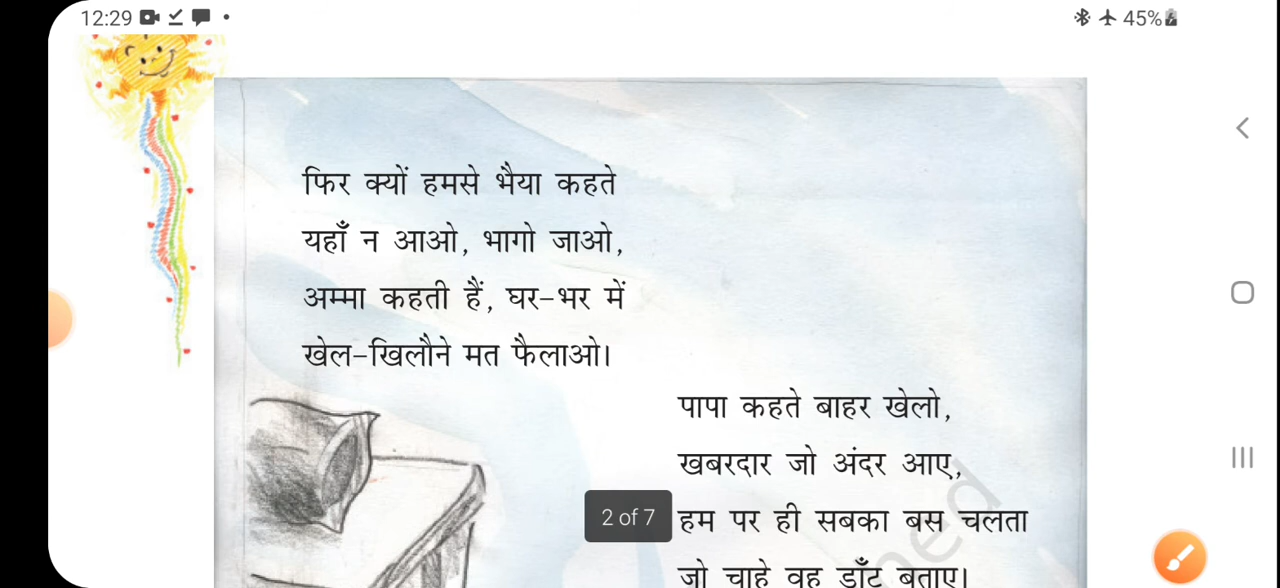 12:29
45%
फिर क्यों हमसे भैया कहते
यहाँ न आओ, भागो जाओ,
अम्मा कहती हैं, घर-भर में
खेल-खिलौने मत फैलाओ।
पापा कहते बाहर खेलो,
खबरदार जो अंदर आए,
2 of 7
हम पर ही सबका बस चलता
जो चाहे वह डाँट बताए।